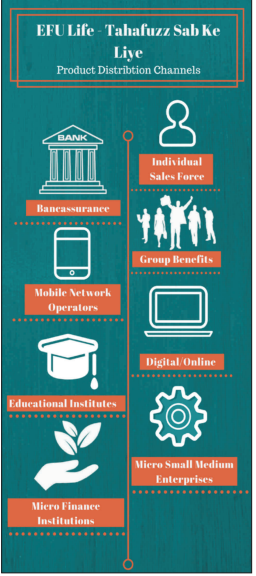 EFU Life - Tahafuzz Sab Ke
Liye
Product Distribtion Channels
BANK
Individual
Sales Force
Bancassurance
Group Benefits
Mobile Network
Operators
Digital/Online
Educational Institutes
Micro Small Medium
Enterprises
Micro Finance
Institutions